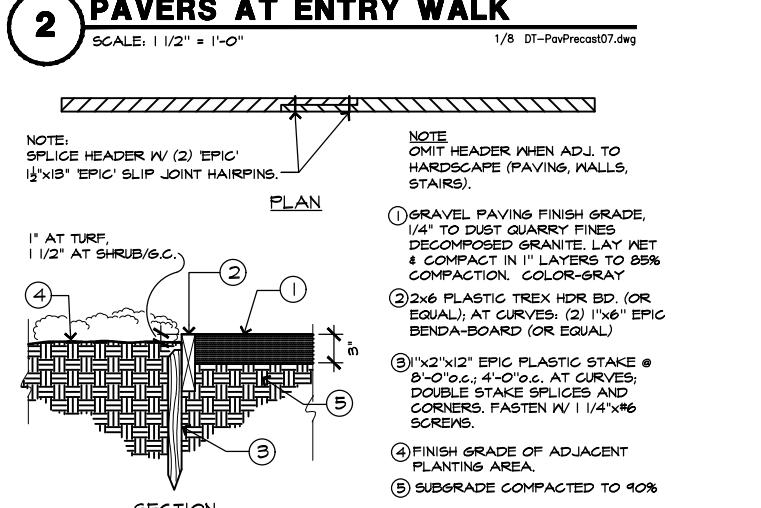 2
PAVERS AT ENTRY WALK
SCALE: 1 1/2" = 1'-0"
1/8 DT-PavPrecast07.dwg
NOTE:
SPLICE HEADER W/ (2) 'EPIC'
1½"x13" 'EPIC' SLIP JOINT HAIRPINS.
PLAN
1" AT TURF,
1 1/2" AT SHRUB/G.C.
2
4
1
3"
5
3
SECTION
NOTE
OMIT HEADER WHEN ADJ. TO
HARDSCAPE (PAVING, WALLS,
STAIRS).
1 GRAVEL PAVING FINISH GRADE,
1/4" TO DUST QUARRY FINES
DECOMPOSED GRANITE. LAY WET
& COMPACT IN 1" LAYERS TO 85%
COMPACTION. COLOR-GRAY
2 2x6 PLASTIC TREX HDR BD. (OR
EQUAL); AT CURVES: (2) 1"x6" EPIC
BENDA-BOARD (OR EQUAL)
3 1"x2"x12" EPIC PLASTIC STAKE @
8'-0"o.c.; 4'-0"o.c. AT CURVES;
DOUBLE STAKE SPLICES AND
CORNERS. FASTEN W/ 1 1/4"x#6
SCREWS.
4 FINISH GRADE OF ADJACENT
PLANTING AREA.
5 SUBGRADE COMPACTED TO 90%